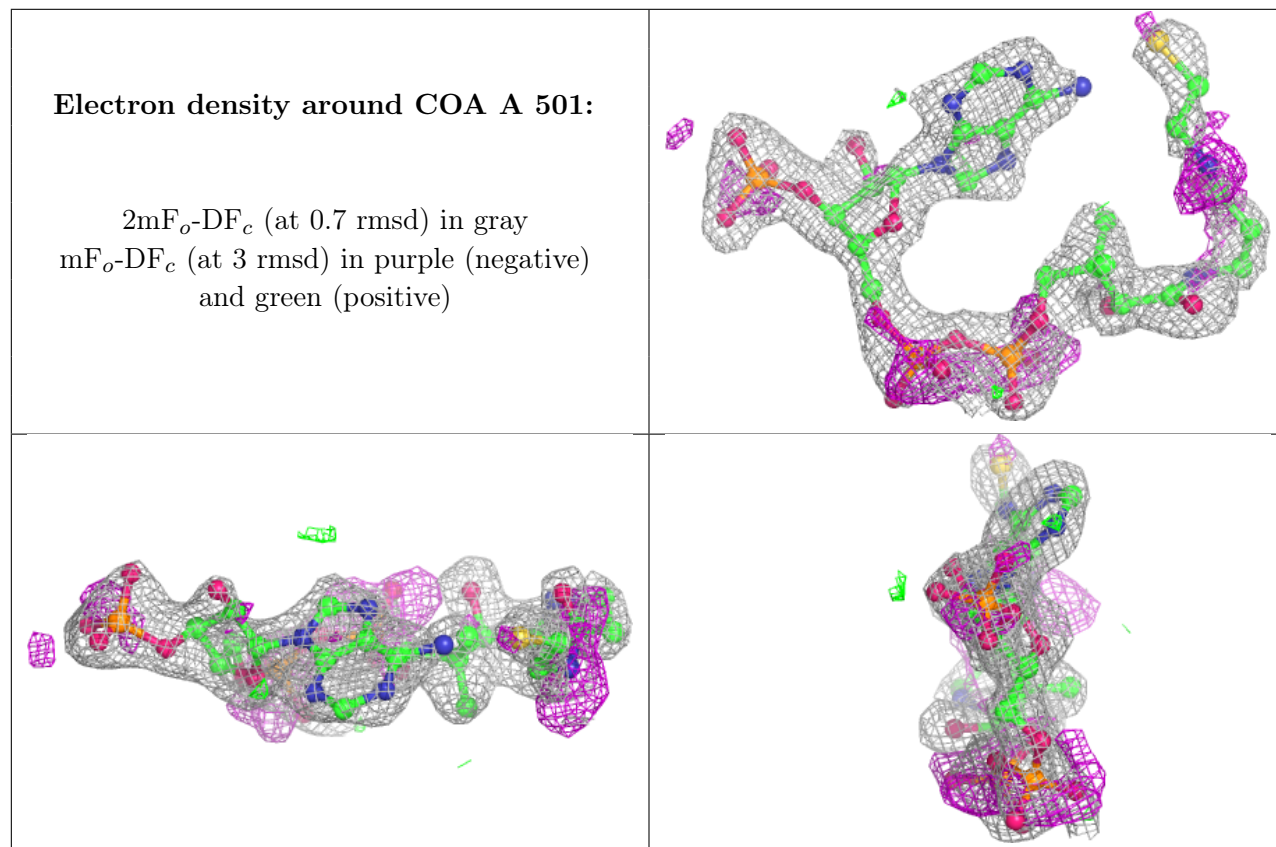 Electron density around COA A 501:
2mFo-DFc (at 0.7 rmsd) in gray
mFo-DFc (at 3 rmsd) in purple (negative)
and green (positive)